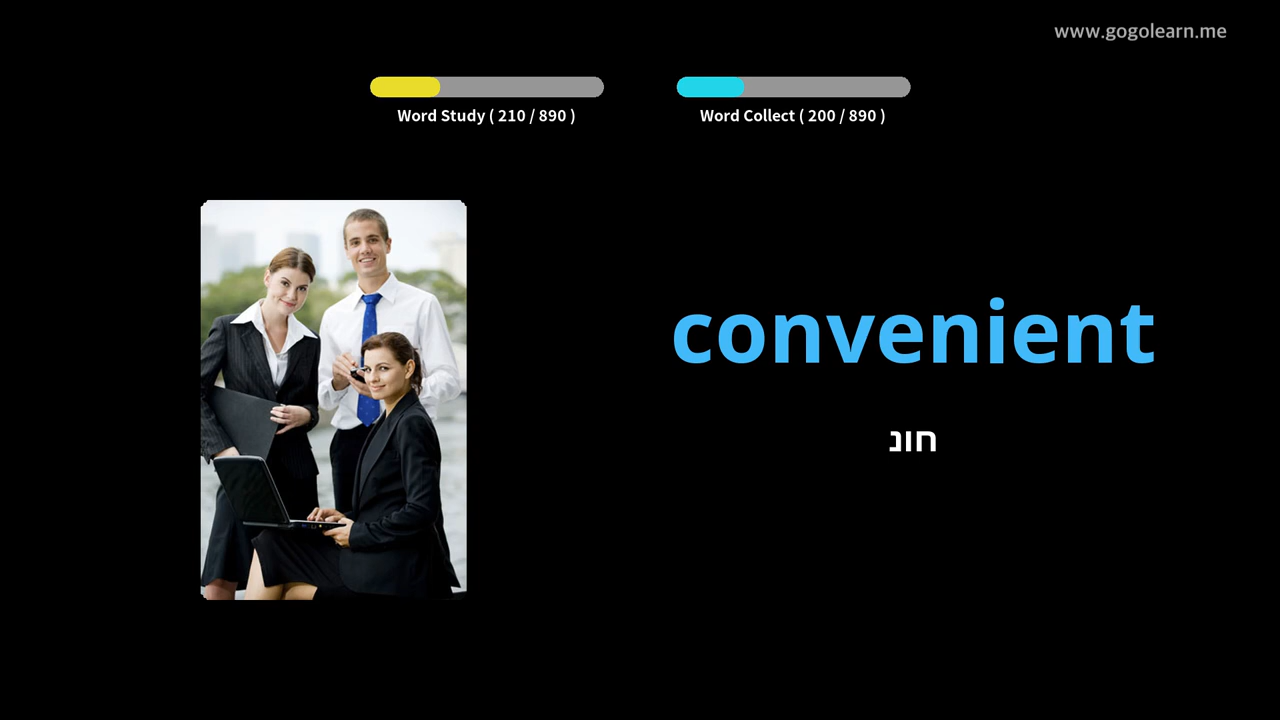 www.gogolearn.me
Word Study ( 210 / 890 )
Word Collect ( 200 / 890 )
convenient
חונ